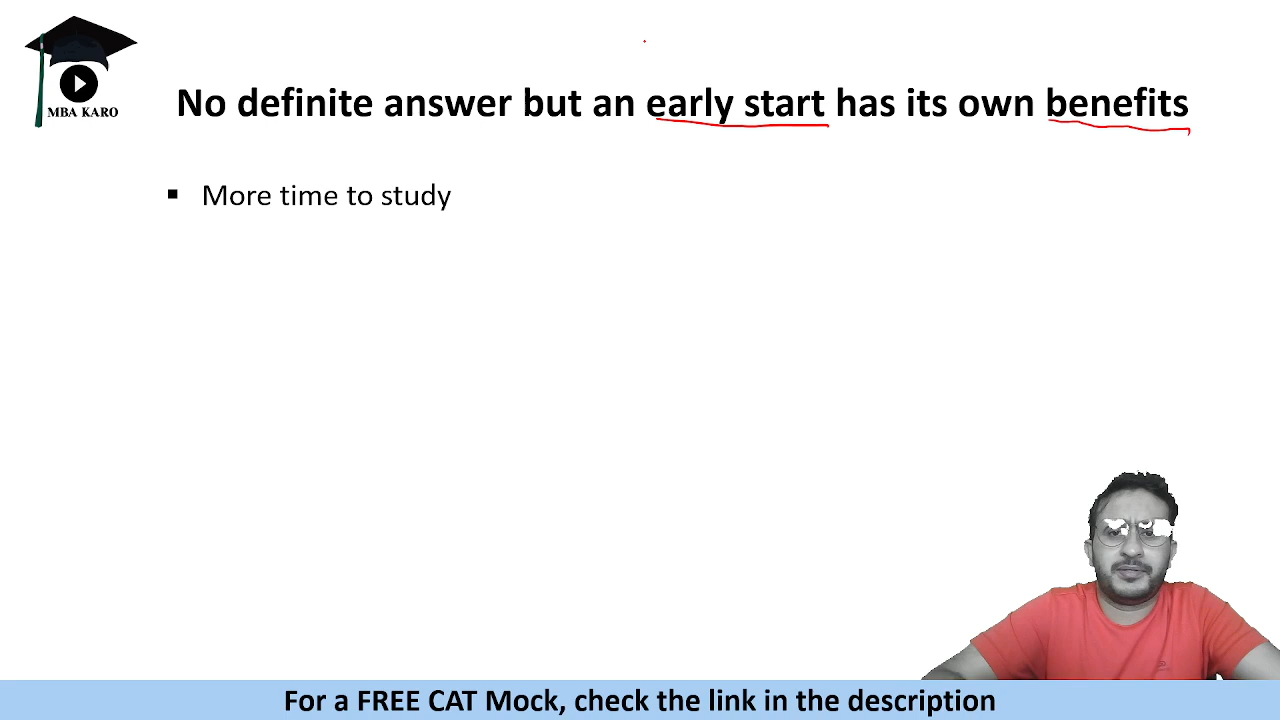 MBA KARO
No definite answer but an early start has its own benefits
▪ More time to study
For a FREE CAT Mock, check the link in the description